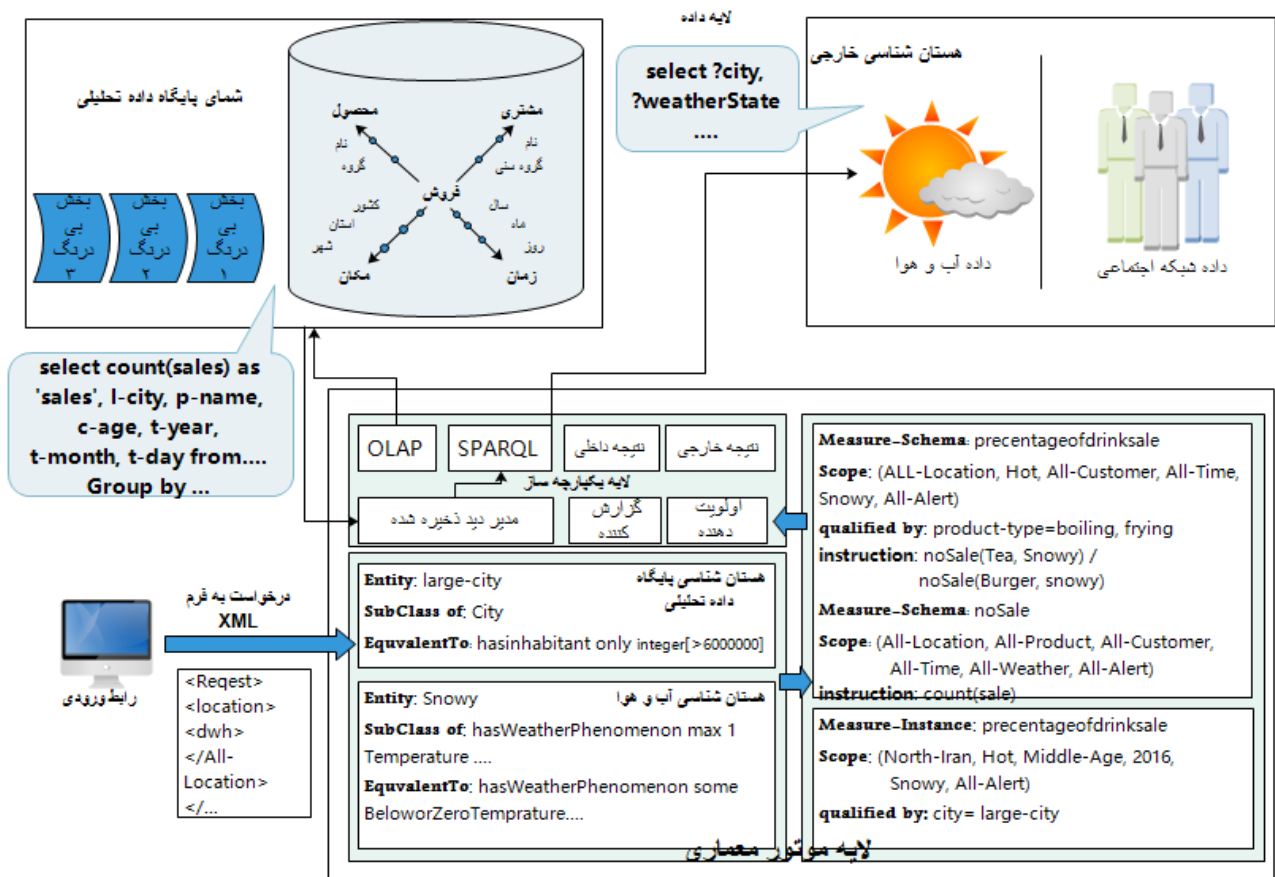 لایه داده
شمای پایگاه داده تحلیلی
محصول
نام
گروه
مشتری
نام
گروه سنی
فروش
کشور
استان
شهر
مکان
سال
ماه
روز
زمان
بخش
بی
درنگ
۱
بخش
بی
درنگ
۲
بخش
بی
درنگ
۳
select ?city,
?weatherState
....
هستان شناسی خارجی
داده آب و هوا
داده شبکه اجتماعی
select count(sales) as
'sales', l-city, p-name,
c-age, t-year,
t-month, t-day from....
Group by ...
OLAP
SPARQL
نتیجه داخلی
نتیجه خارجی
لایه یکپارچه ساز
مدیر دید ذخیره شده
گزارش
کننده
اولویت
دهنده
Measure-Schema: precentageofdrinksale
Scope: (ALL-Location, Hot, All-Customer, All-Time,
Snowy, All-Alert)
qualified by: product-type=boiling, frying
instruction: noSale(Tea, Snowy) /
noSale(Burger, snowy)
Measure-Schema: noSale
Scope: (All-Location, All-Product, All-Customer,
All-Time, All-Weather, All-Alert)
instruction: count(sale)
Measure-Instance: precentageofdrinksale
Scope: (North-Iran, Hot, Middle-Age, 2016,
Snowy, All-Alert)
qualified by: city= large-city
هستان شناسی پایگاه
داده تحلیلی
Entity: large-city
SubClass of: City
EquvalentTo: hasinhabitant only integer[>6000000]
هستان شناسی آب و هوا
Entity: Snowy
SubClass of: hasWeatherPhenomenon max 1
Temperature ....
EquvalentTo: hasWeatherPhenomenon some
BeloworZeroTemprature....
لایه موتور معماری
درخواست به فرم
XML
رابط ورودی
<Reqest>
<location>
<dwh>
</All-
Location>
</...